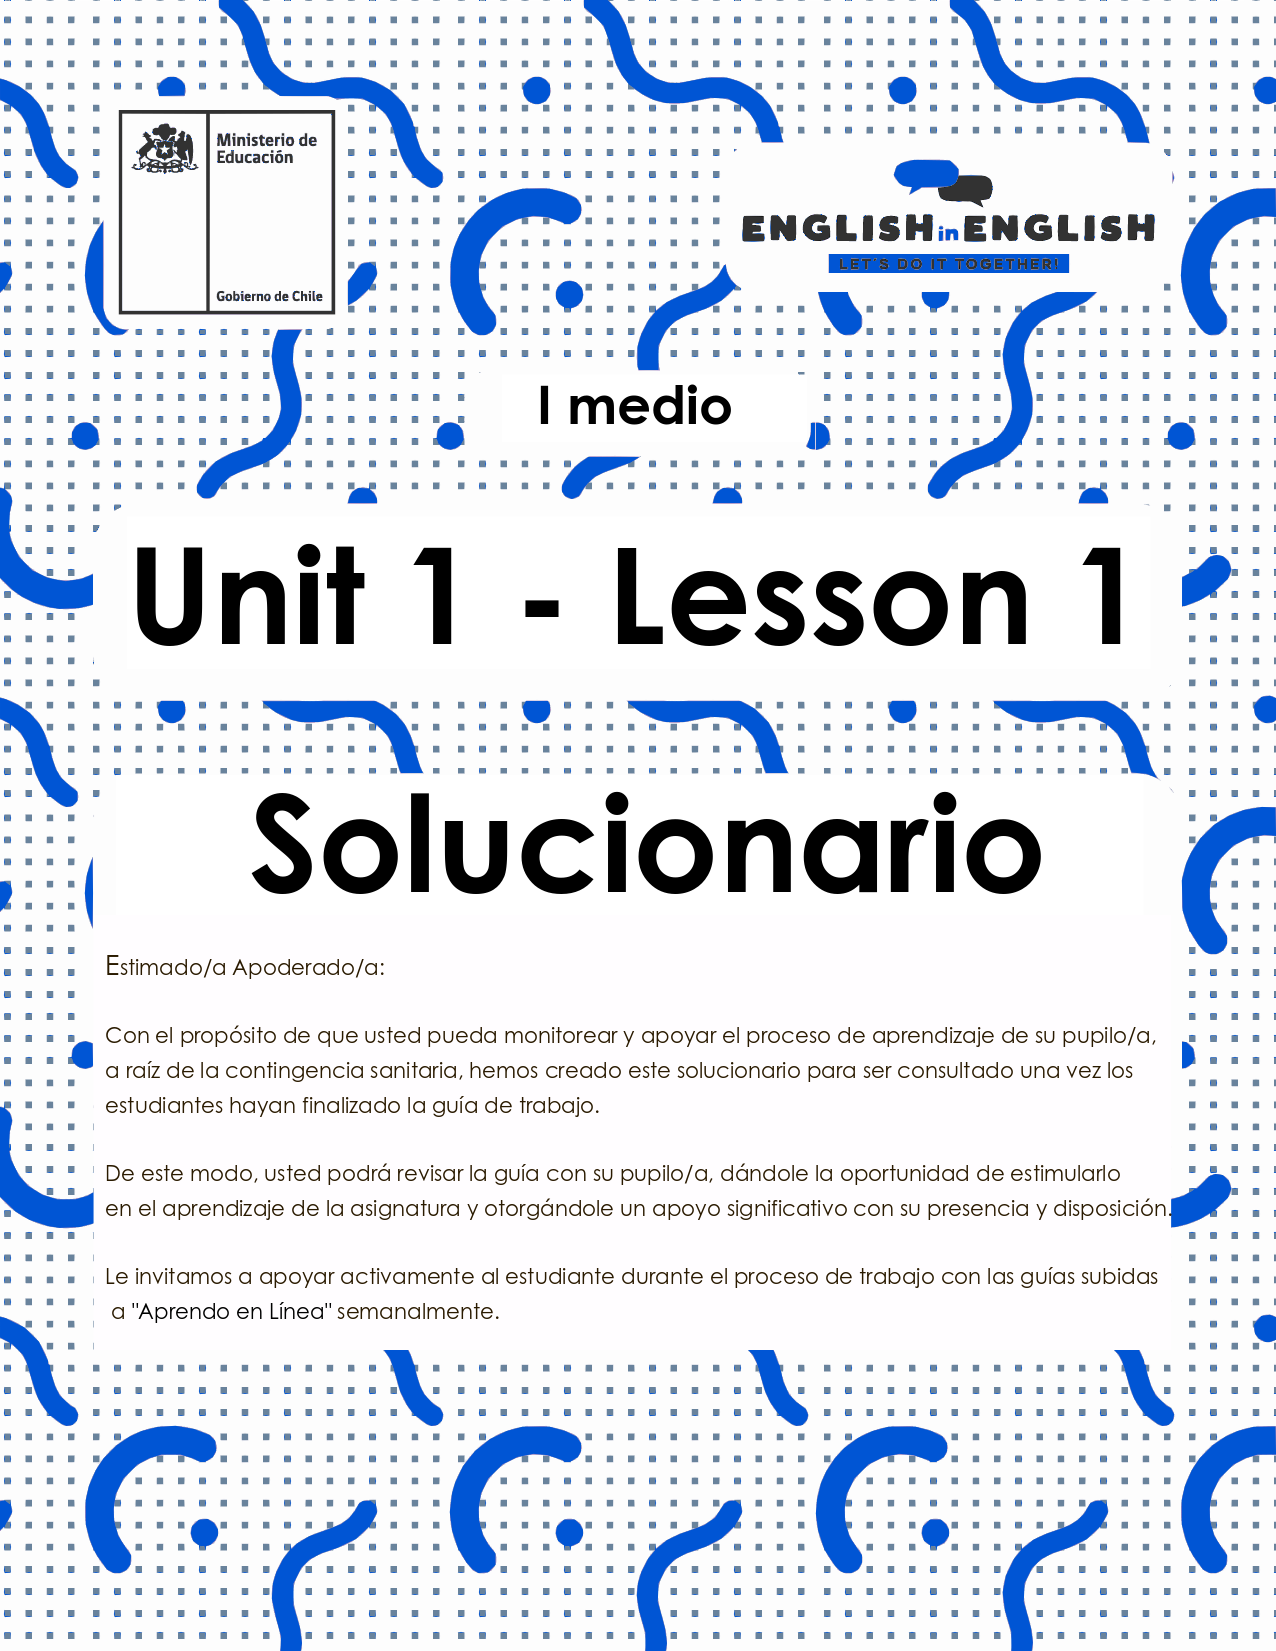 Ministerio de
Educación
Gobierno de Chile
ENGLISH in ENGLISH
LET'S DO IT TOGETHER!
I medio
Unit 1 - Lesson 1
Solucionario
Estimado/a Apoderado/a:
Con el propósito de que usted pueda monitorear y apoyar el proceso de aprendizaje de su pupilo/a,
a raíz de la contingencia sanitaria, hemos creado este solucionario para ser consultado una vez los
estudiantes hayan finalizado la guía de trabajo.
De este modo, usted podrá revisar la guía con su pupilo/a, dándole la oportunidad de estimularlo
en el aprendizaje de la asignatura y otorgándole un apoyo significativo con su presencia y disposición.
Le invitamos a apoyar activamente al estudiante durante el proceso de trabajo con las guías subidas
a "Aprendo en Línea" semanalmente.